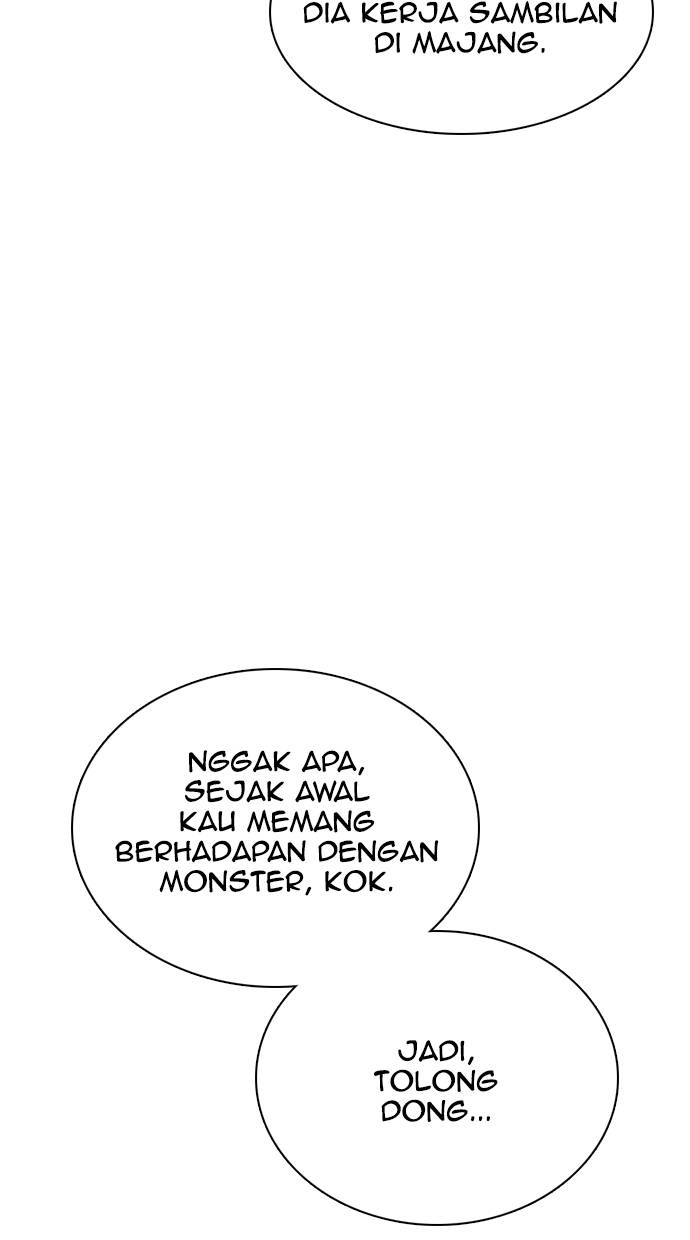 DIA KERJA SAMBILAN
DI MAJANG.
NGGAK APA,
SEJAK AWAL
KAU MEMANG
BERHADAPAN DENGAN
MONSTER, KOK.
JADI,
TOLONG
DONG...